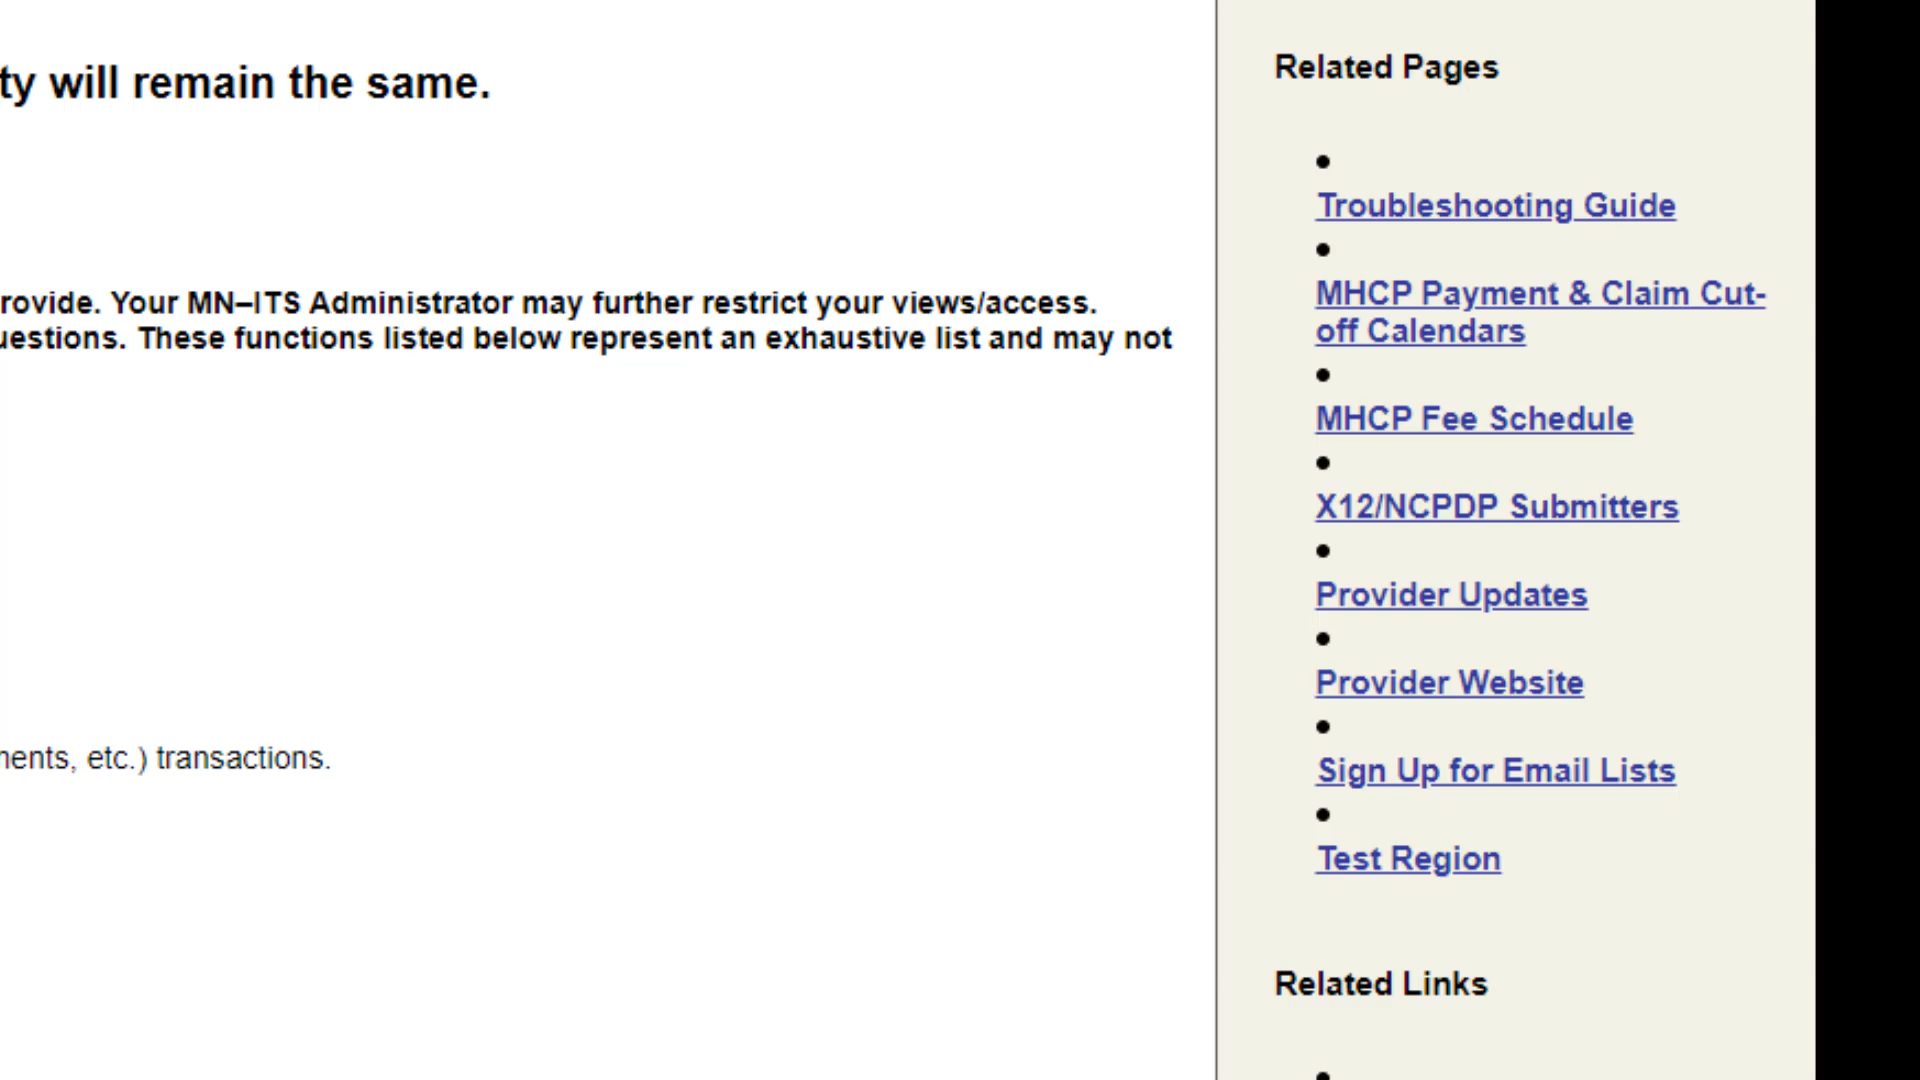 ty will remain the same.
rovide. Your MN–ITS Administrator may further restrict your views/access.
uestions. These functions listed below represent an exhaustive list and may not
nents, etc.) transactions.
Related Pages
Troubleshooting Guide
MHCP Payment & Claim Cut-
off Calendars
MHCP Fee Schedule
X12/NCPDP Submitters
Provider Updates
Provider Website
Sign Up for Email Lists
Test Region
Related Links